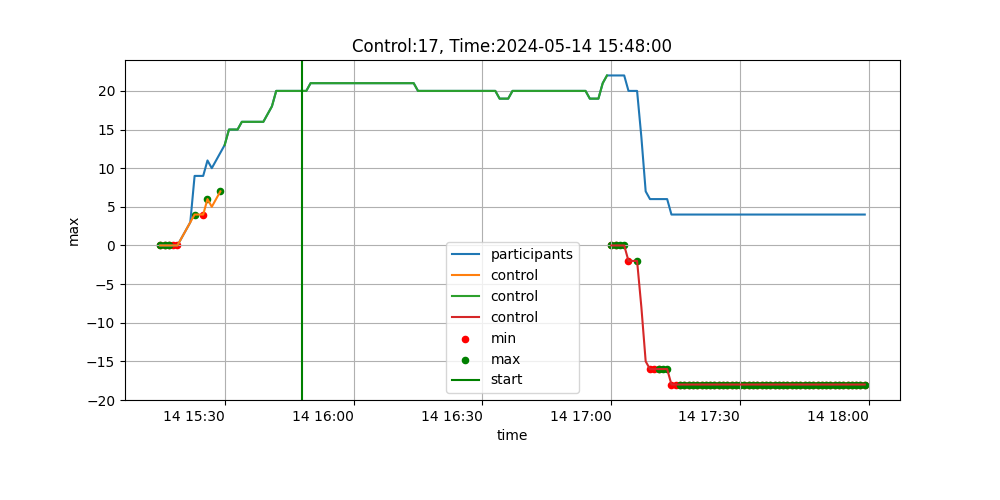 Control:17, Time:2024-05-14 15:48:00
max
20
15
10
5
0
−5
−10
−15
−20
participants
control
control
control
min
max
start
14 15:30
14 16:00
14 16:30
14 17:00
14 17:30
14 18:00
time